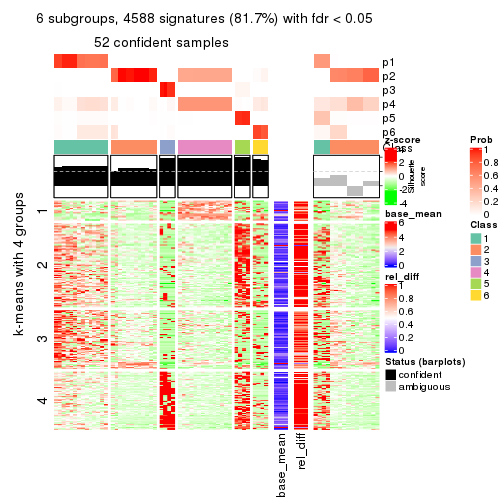 6 subgroups, 4588 signatures (81.7%) with fdr < 0.05
52 confident samples
p1
p2
p3
p4
p5
p6
Class
Silhouette
score
k-means with 4 groups
1
2
3
4
base_mean
rel_diff
z-score
4
2
0
-2
-4
base_mean
6
4
2
0
rel_diff
1
0.8
0.6
0.4
0.2
0
Status (barplots)
confident
ambiguous
Prob
1
0.8
0.6
0.4
0.2
0
Class
1
2
3
4
5
6